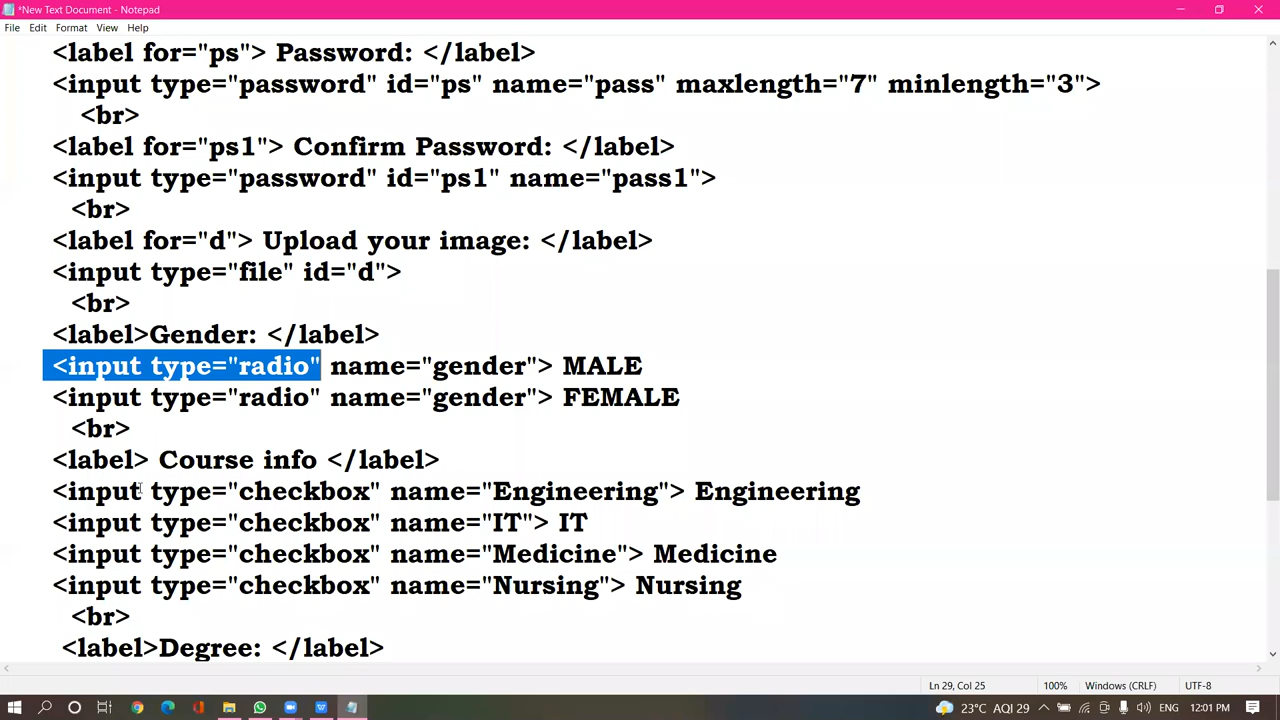 *New Text Document - Notepad
File Edit Format View Help
<label for="ps"> Password: </label>
<input type="password" id="ps" name="pass" maxlength="7" minlength="3">
<br>
<label for="ps1"> Confirm Password: </label>
<input type="password" id="ps1" name="pass1">
<br>
<label for="d"> Upload your image: </label>
<input type="file" id="d">
<br>
<label>Gender: </label>
<input type="radio" name="gender"> MALE
<input type="radio" name="gender"> FEMALE
<br>
<label> Course info </label>
<input type="checkbox" name="Engineering"> Engineering
<input type="checkbox" name="IT"> IT
<input type="checkbox" name="Medicine"> Medicine
<input type="checkbox" name="Nursing"> Nursing
<br>
<label>Degree: </label>
Ln 29, Col 25 100% Windows (CRLF) UTF-8
23°C AQI 29 12:01 PM